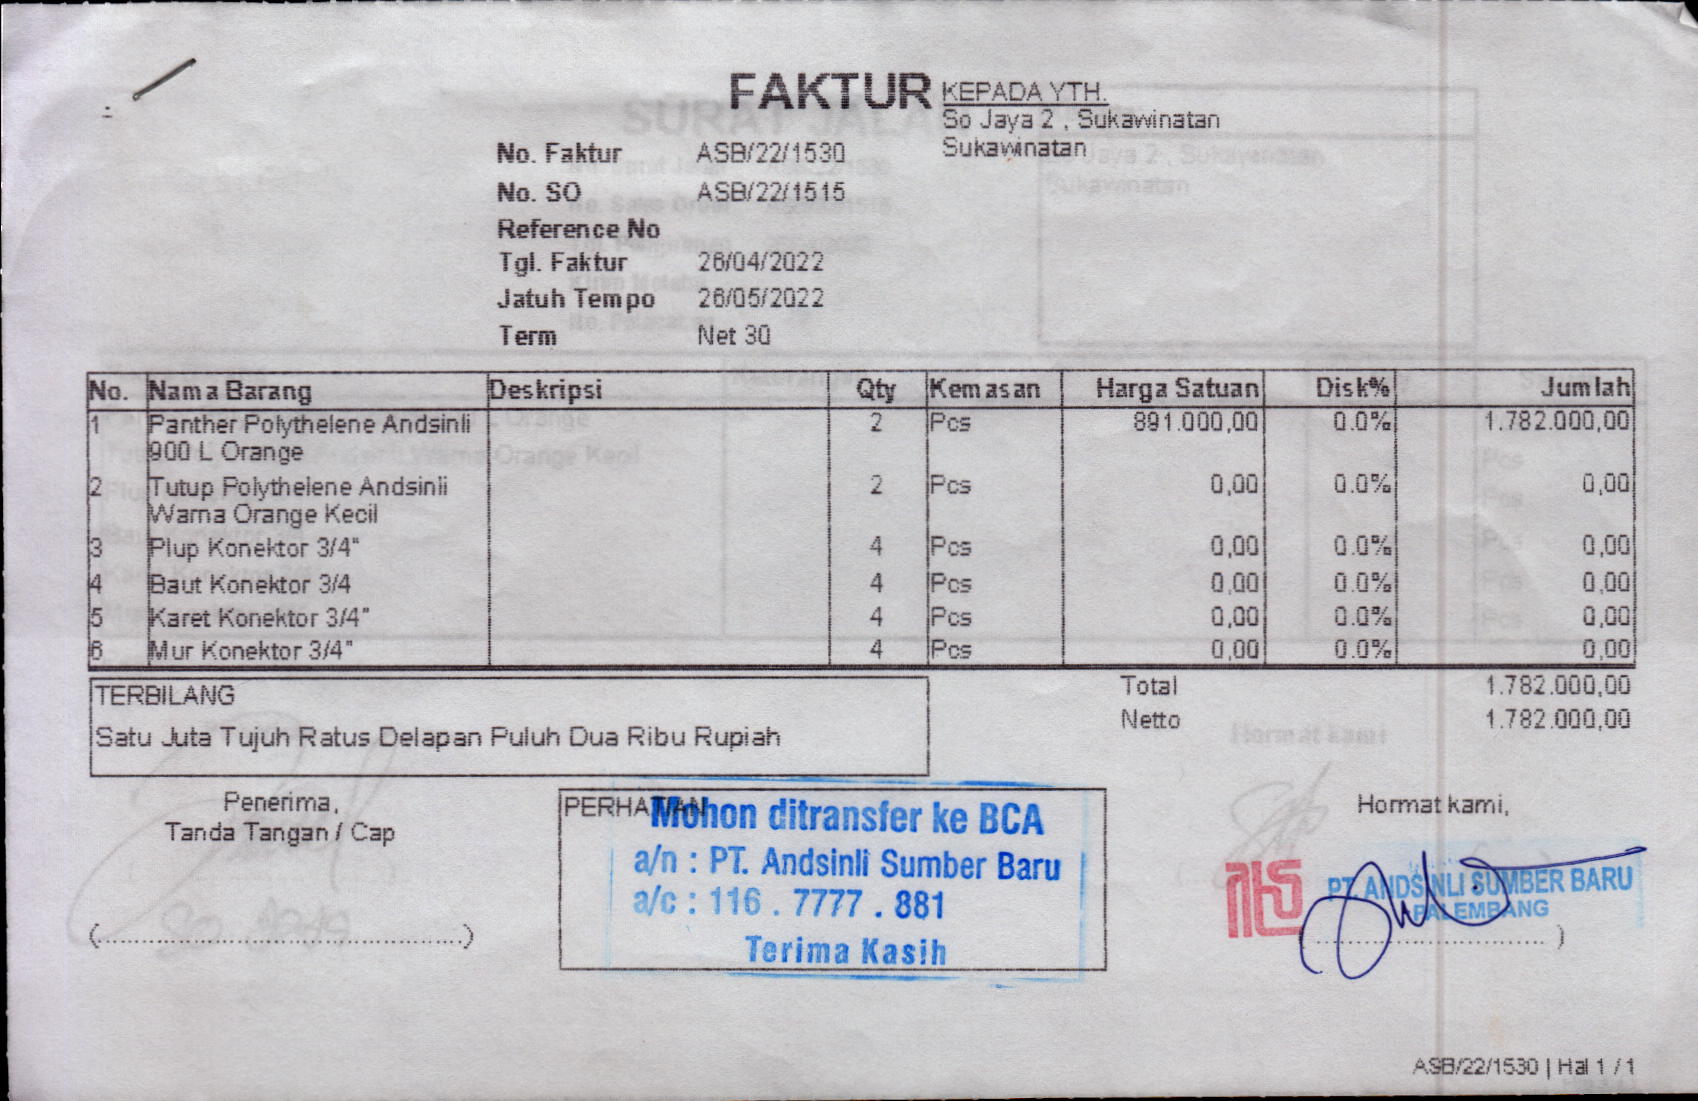 FAKTUR
KEPADA YTH.
So Jaya 2 , Sukawinatan
Sukawinatan
No. Faktur ASB/22/1530
No. SO ASB/22/1515
Reference No
Tgl. Faktur 26/04/2022
Jatuh Tempo 26/05/2022
Term Net 30
No. Nama Barang Deskripsi Qty Kemasan Harga Satuan Disk% Jumlah
1 Panther Polythelene Andsinli 2 Pcs 891.000,00 0.0% 1.782.000,00
900 L Orange
2 Tutup Polythelene Andsinli 2 Pcs 0,00 0.0% 0,00
Warna Orange Kecil
3 Plup Konektor 3/4" 4 Pcs 0,00 0.0% 0,00
4 Baut Konektor 3/4 4 Pcs 0,00 0.0% 0,00
5 Karet Konektor 3/4" 4 Pcs 0,00 0.0% 0,00
6 Mur Konektor 3/4" 4 Pcs 0,00 0.0% 0,00
Total 1.782.000,00
Netto 1.782.000,00
TERBILANG
Satu Juta Tujuh Ratus Delapan Puluh Dua Ribu Rupiah
Penerima,
Tanda Tangan / Cap
(....................................................)
PERHATIAN
Mohon ditransfer ke BCA
a/n : PT. Andsinli Sumber Baru
a/c : 116 . 7777 . 881
Terima Kasih
Hormat kami,
PT. ANDSINLI SUMBER BARU
PALEMBANG
(.................................)
ASB/22/1530 | Hal 1 / 1